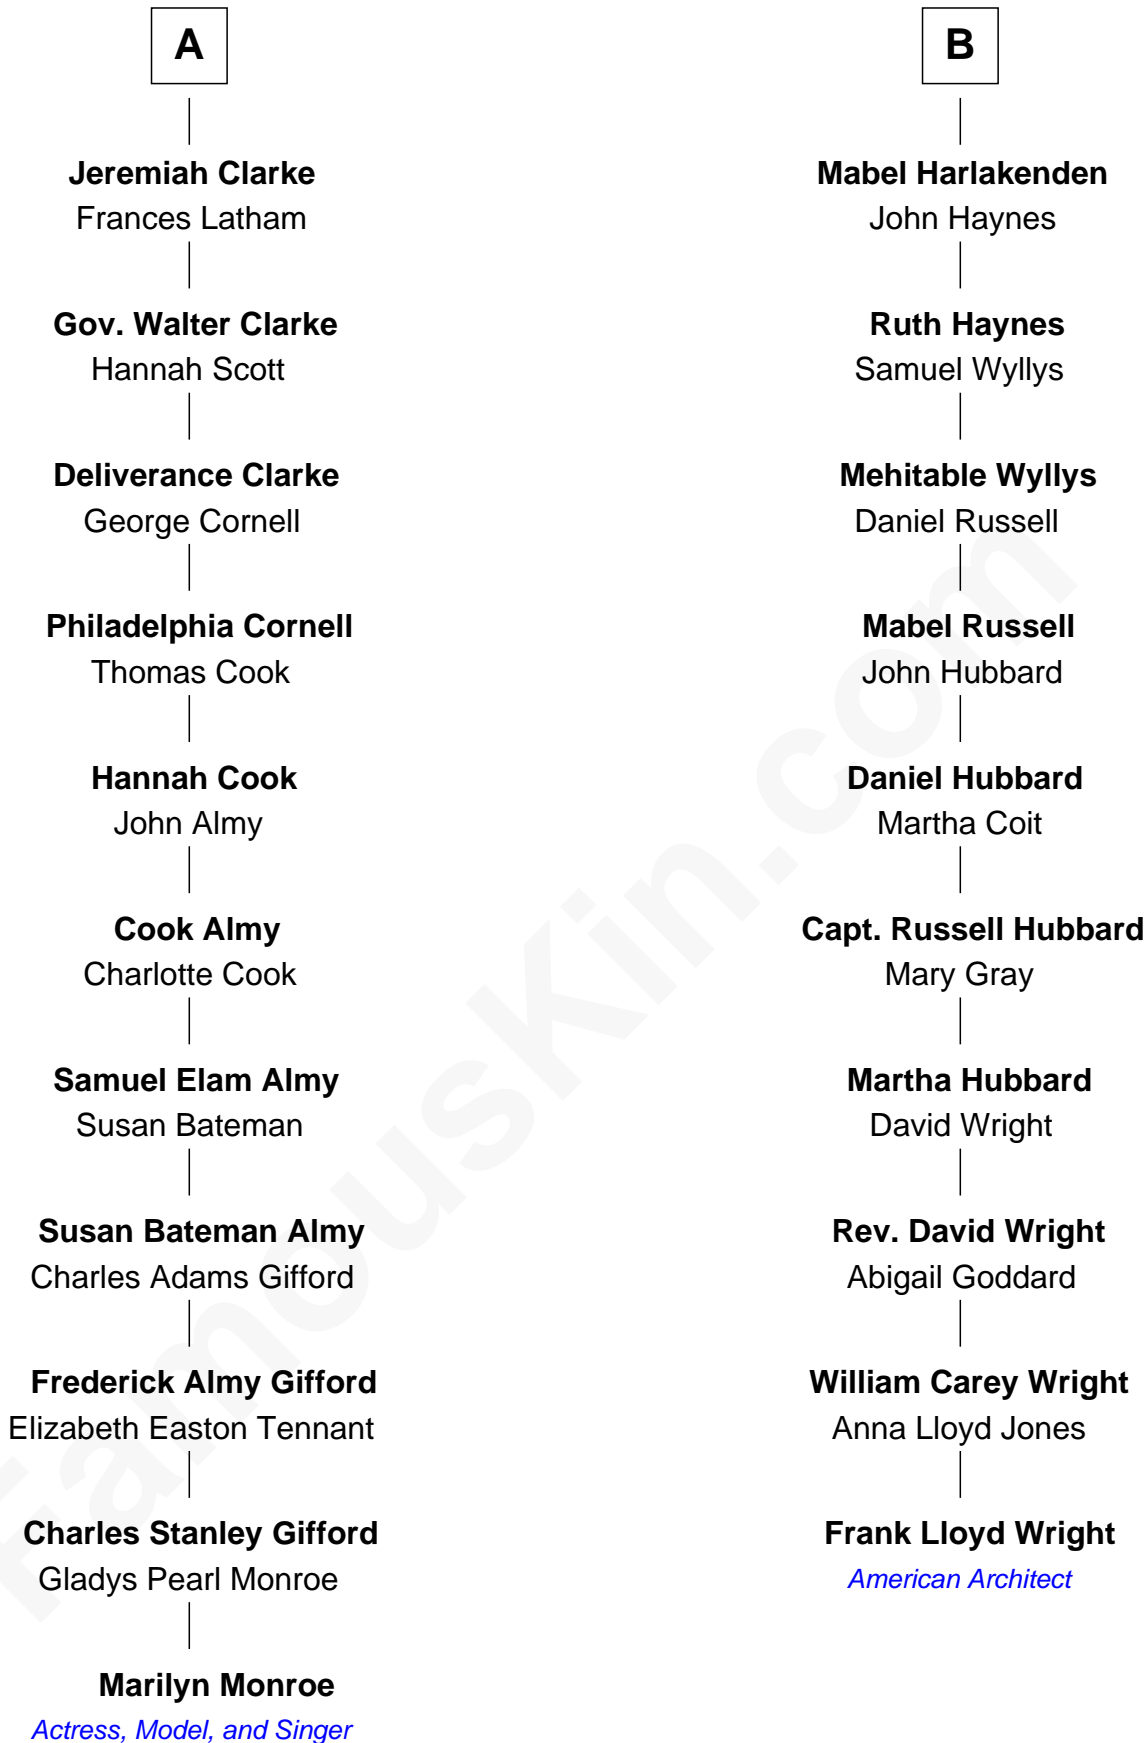 A
Jeremiah Clarke
Frances Latham
Gov. Walter Clarke
Hannah Scott
Deliverance Clarke
George Cornell
Philadelphia Cornell
Thomas Cook
Hannah Cook
John Almy
Cook Almy
Charlotte Cook
Samuel Elam Almy
Susan Bateman
Susan Bateman Almy
Charles Adams Gifford
Frederick Almy Gifford
Elizabeth Easton Tennant
Charles Stanley Gifford
Gladys Pearl Monroe
Marilyn Monroe
Actress, Model, and Singer
B
Mabel Harlakenden
John Haynes
Ruth Haynes
Samuel Wyllys
Mehitable Wyllys
Daniel Russell
Mabel Russell
John Hubbard
Daniel Hubbard
Martha Coit
Capt. Russell Hubbard
Mary Gray
Martha Hubbard
David Wright
Rev. David Wright
Abigail Goddard
William Carey Wright
Anna Lloyd Jones
Frank Lloyd Wright
American Architect
FamousKin.com